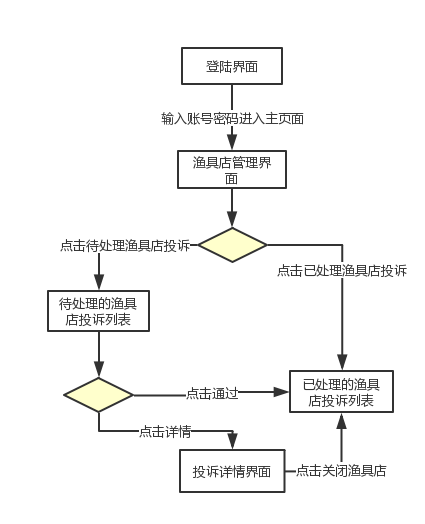 登陆界面
输入账号密码进入主页面
渔具店管理界
面
点击待处理渔具店投诉
点击已处理渔具店投诉
待处理的渔具
店投诉列表
点击通过
已处理的渔具
店投诉列表
点击详情
投诉详情界面
点击关闭渔具店